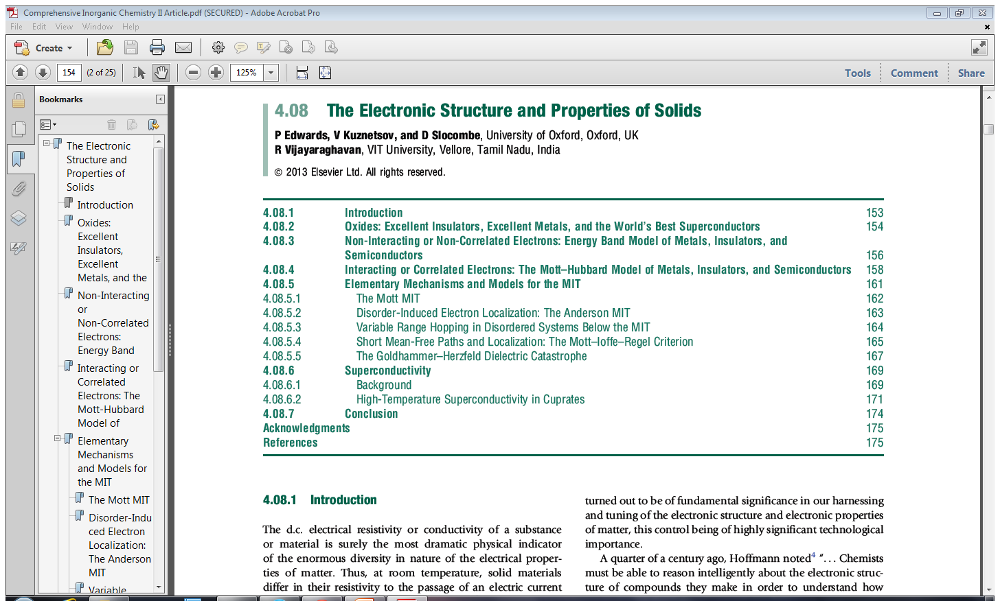 Comprehensive Inorganic Chemistry II Article.pdf (SECURED) - Adobe Acrobat Pro
File Edit View Window Help
Create
154 (2 of 25) 125% Tools Comment Share
Bookmarks
The Electronic
Structure and
Properties of
Solids
Introduction
Oxides:
Excellent
Insulators,
Excellent
Metals, and the
Non-Interacting
or
Non-Correlated
Electrons:
Energy Band
Interacting or
Correlated
Electrons: The
Mott-Hubbard
Model of
Elementary
Mechanisms
and Models for
the MIT
The Mott MIT
Disorder-Indu
ced Electron
Localization:
The Anderson
MIT
Variable
4.08 The Electronic Structure and Properties of Solids
P Edwards, V Kuznetsov, and D Slocombe, University of Oxford, Oxford, UK
R Vijayaraghavan, VIT University, Vellore, Tamil Nadu, India
© 2013 Elsevier Ltd. All rights reserved.
4.08.1 Introduction 153
4.08.2 Oxides: Excellent Insulators, Excellent Metals, and the World's Best Superconductors 154
4.08.3 Non-Interacting or Non-Correlated Electrons: Energy Band Model of Metals, Insulators, and
Semiconductors 156
4.08.4 Interacting or Correlated Electrons: The Mott–Hubbard Model of Metals, Insulators, and Semiconductors 158
4.08.5 Elementary Mechanisms and Models for the MIT 161
4.08.5.1 The Mott MIT 162
4.08.5.2 Disorder-Induced Electron Localization: The Anderson MIT 163
4.08.5.3 Variable Range Hopping in Disordered Systems Below the MIT 164
4.08.5.4 Short Mean-Free Paths and Localization: The Mott–Ioffe–Regel Criterion 165
4.08.5.5 The Goldhammer–Herzfeld Dielectric Catastrophe 167
4.08.6 Superconductivity 169
4.08.6.1 Background 169
4.08.6.2 High-Temperature Superconductivity in Cuprates 171
4.08.7 Conclusion 174
Acknowledgments 175
References 175
4.08.1 Introduction
The d.c. electrical resistivity or conductivity of a substance
or material is surely the most dramatic physical indicator
of the enormous diversity in nature of the electrical proper-
ties of matter. Thus, at room temperature, solid materials
differ in their resistivity to the passage of an electric current
turned out to be of fundamental significance in our harnessing
and tuning of the electronic structure and electronic properties
of matter, this control being of highly significant technological
importance.
A quarter of a century ago, Hoffmann noted4 “... Chemists
must be able to reason intelligently about the electronic struc-
ture of compounds they make in order to understand how